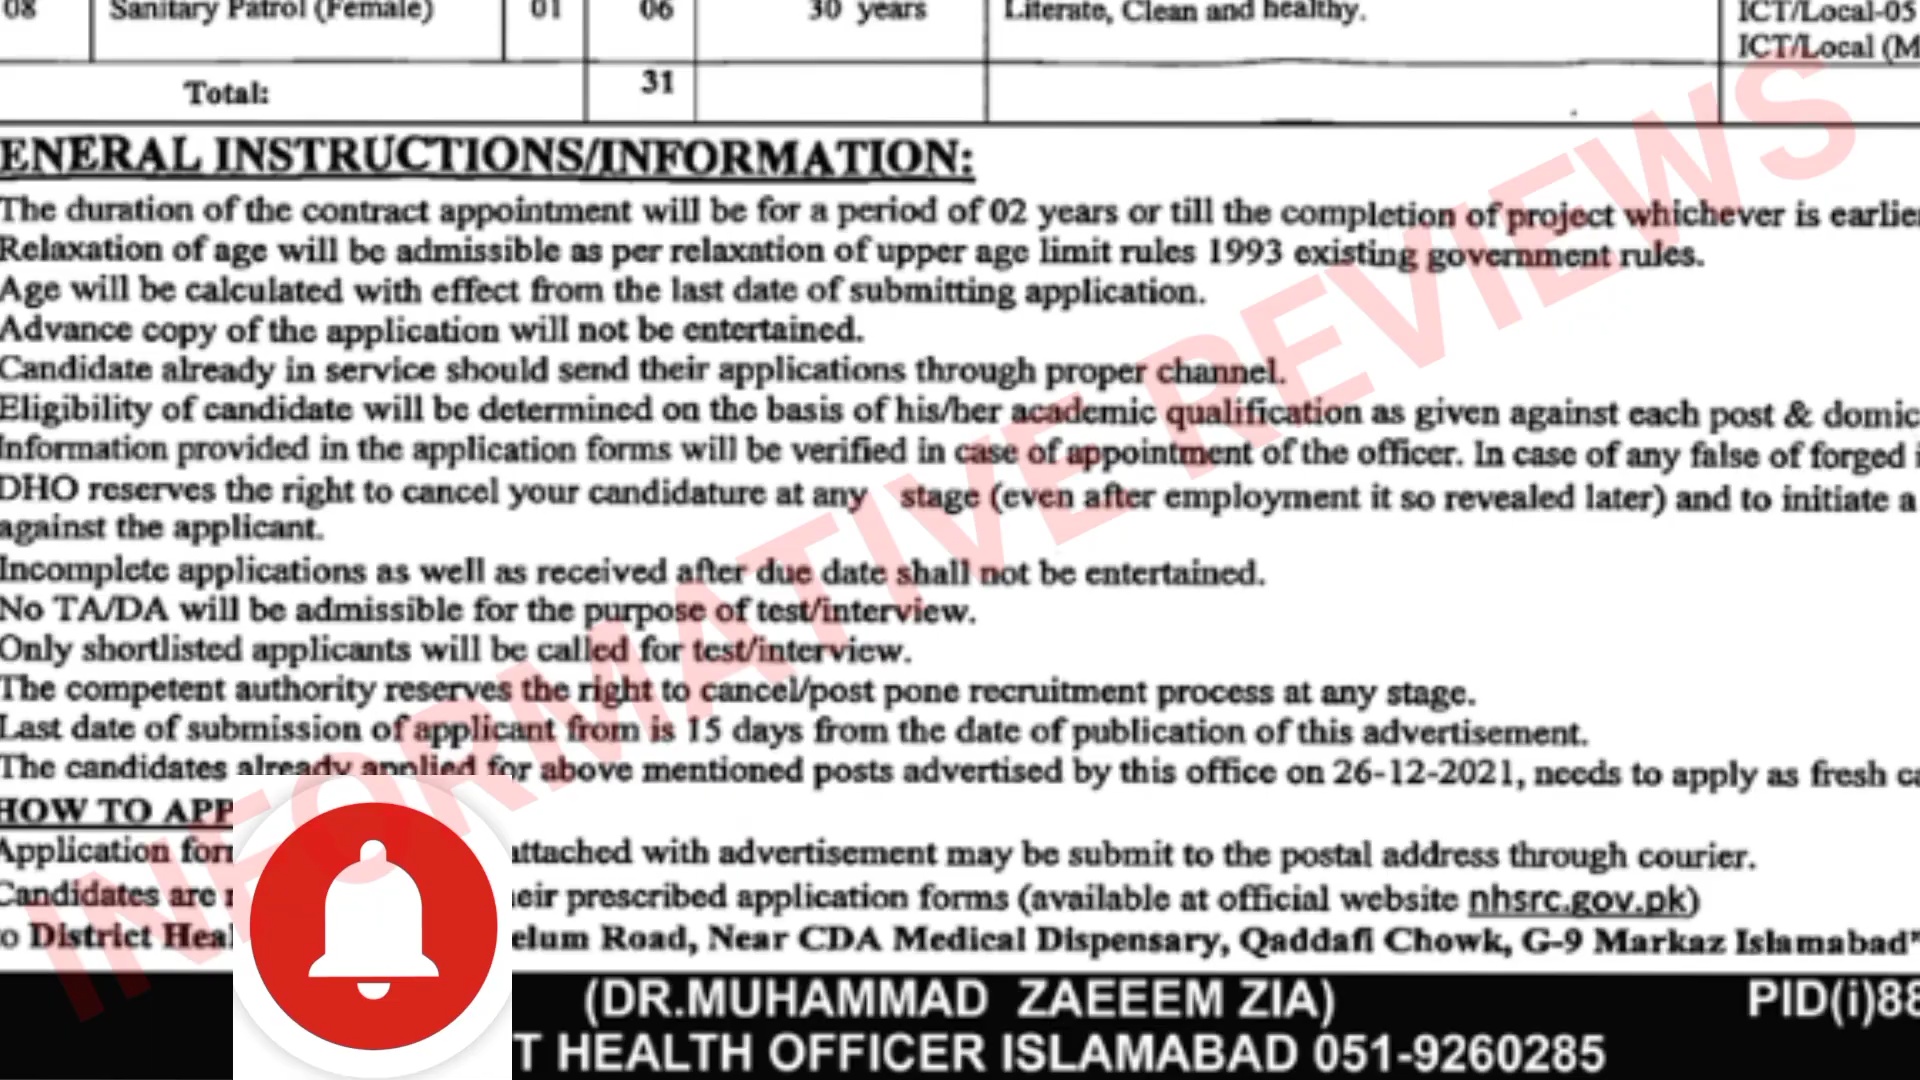 08 Sanitary Patrol (Female) 01 06 30 years Literate, Clean and healthy. ICT/Local-05
ICT/Local (M
Total: 31
ENERAL INSTRUCTIONS/INFORMATION:
The duration of the contract appointment will be for a period of 02 years or till the completion of project whichever is earlier
Relaxation of age will be admissible as per relaxation of upper age limit rules 1993 existing government rules.
Age will be calculated with effect from the last date of submitting application.
Advance copy of the application will not be entertained.
Candidate already in service should send their applications through proper channel.
Eligibility of candidate will be determined on the basis of his/her academic qualification as given against each post & domic
Information provided in the application forms will be verified in case of appointment of the officer. In case of any false of forged i
DHO reserves the right to cancel your candidature at any stage (even after employment it so revealed later) and to initiate a
against the applicant.
Incomplete applications as well as received after due date shall not be entertained.
No TA/DA will be admissible for the purpose of test/interview.
Only shortlisted applicants will be called for test/interview.
The competent authority reserves the right to cancel/post pone recruitment process at any stage.
Last date of submission of applicant from is 15 days from the date of publication of this advertisement.
The candidates already applied for above mentioned posts advertised by this office on 26-12-2021, needs to apply as fresh ca
HOW TO APP
Application for attached with advertisement may be submit to the postal address through courier.
Candidates are heir prescribed application forms (available at official website nhsrc.gov.pk)
o District Heal elum Road, Near CDA Medical Dispensary, Qaddafi Chowk, G-9 Markaz Islamabad"
(DR.MUHAMMAD ZAEEEM ZIA) PID(i)88
T HEALTH OFFICER ISLAMABAD 051-9260285
INFORMATIVE REVIEWS